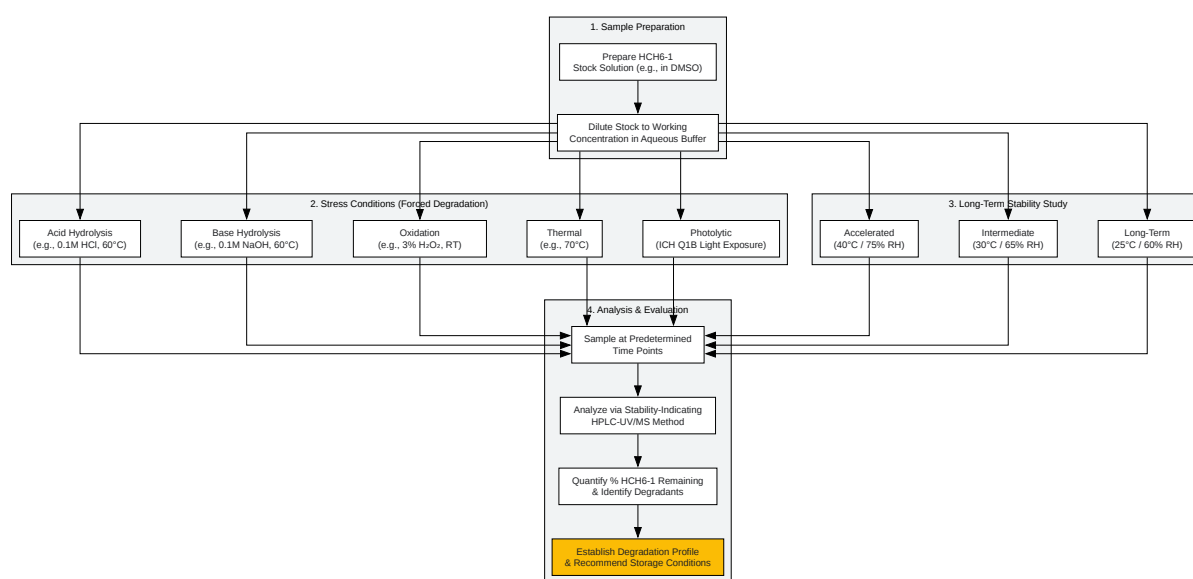 1. Sample Preparation
Prepare HCH6-1
Stock Solution (e.g., in DMSO)
Dilute Stock to Working
Concentration in Aqueous Buffer
2. Stress Conditions (Forced Degradation)
Acid Hydrolysis
(e.g., 0.1M HCl, 60°C)
Base Hydrolysis
(e.g., 0.1M NaOH, 60°C)
Oxidation
(e.g., 3% H₂O₂, RT)
Thermal
(e.g., 70°C)
Photolytic
(ICH Q1B Light Exposure)
3. Long-Term Stability Study
Accelerated
(40°C / 75% RH)
Intermediate
(30°C / 65% RH)
Long-Term
(25°C / 60% RH)
4. Analysis & Evaluation
Sample at Predetermined
Time Points
Analyze via Stability-Indicating
HPLC-UV/MS Method
Quantify % HCH6-1 Remaining
& Identify Degradants
Establish Degradation Profile
& Recommend Storage Conditions